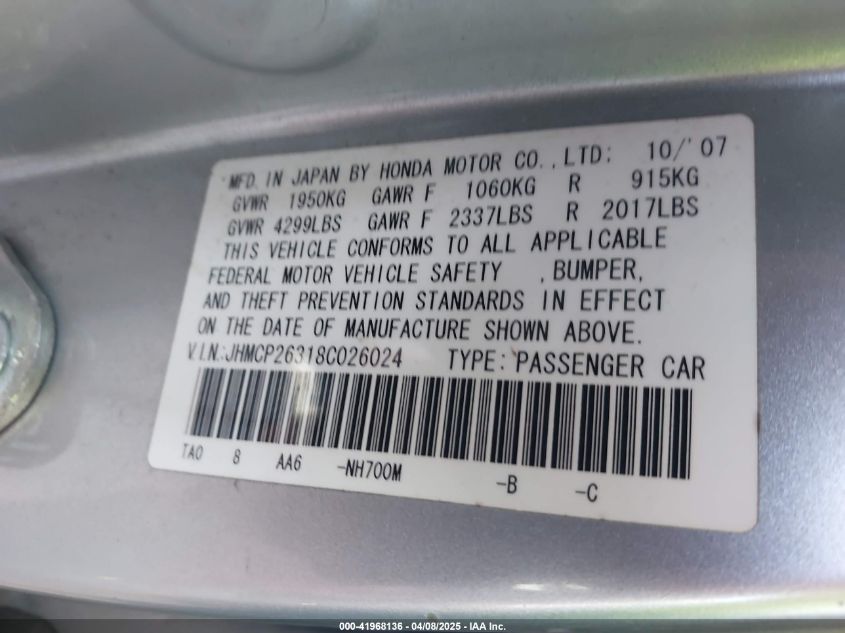 MFD. IN JAPAN BY HONDA MOTOR CO., LTD: 10/'07
GVWR 1950KG GAWR F 1060KG R 915KG
GVWR 4299LBS GAWR F 2337LBS R 2017LBS
THIS VEHICLE CONFORMS TO ALL APPLICABLE
FEDERAL MOTOR VEHICLE SAFETY , BUMPER,
AND THEFT PREVENTION STANDARDS IN EFFECT
ON THE DATE OF MANUFACTURE SHOWN ABOVE.
V.I.N.:JHMCP26318C026024 TYPE: PASSENGER CAR
TA0 8 AA6 -NH700M -B -C
000-41968136 - 04/08/2025 - IAA Inc.